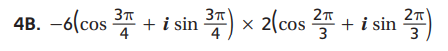 4B. −6(cos 3π/4 + i sin 3π/4) × 2(cos 2π/3 + i sin 2π/3)